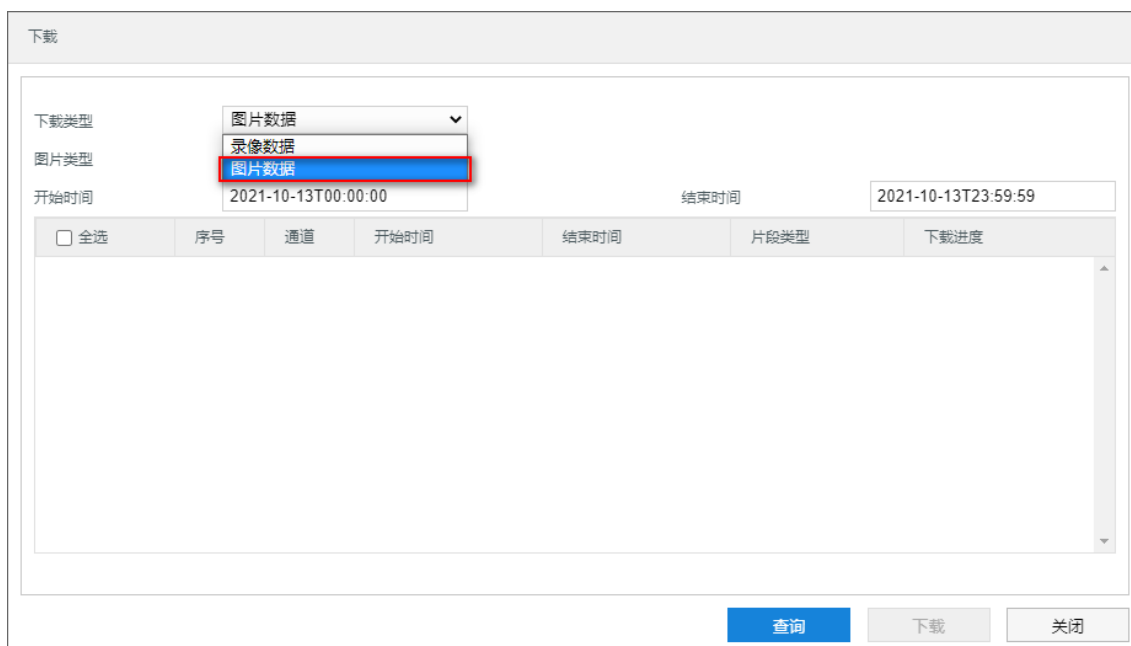 下载
下载类型 图片数据
录像数据
图片类型 图片数据
开始时间 2021-10-13T00:00:00 结束时间 2021-10-13T23:59:59
全选 序号 通道 开始时间 结束时间 片段类型 下载进度
查询 下载 关闭